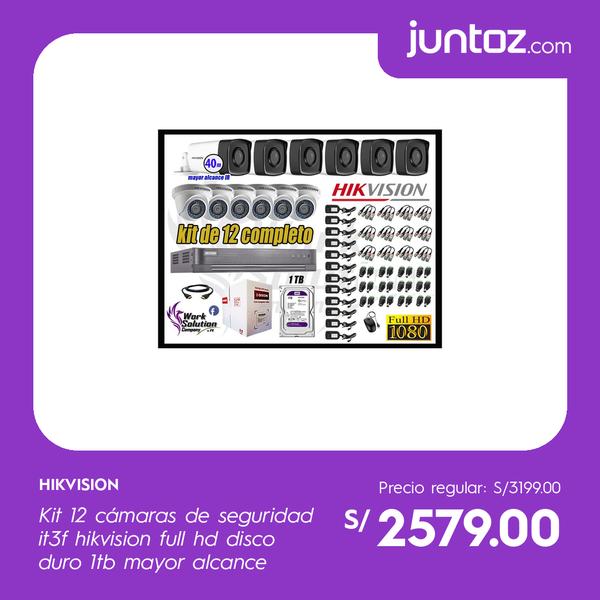 juntoz.com
40m
mayor alcance IR
HIKVISION
kit de 12 completo
1 TB
Work
Solution
Company
Full HD
1080
HIKVISION
Precio regular: S/3199.00
Kit 12 cámaras de seguridad
it3f hikvision full hd disco
duro 1tb mayor alcance
S/ 2579.00